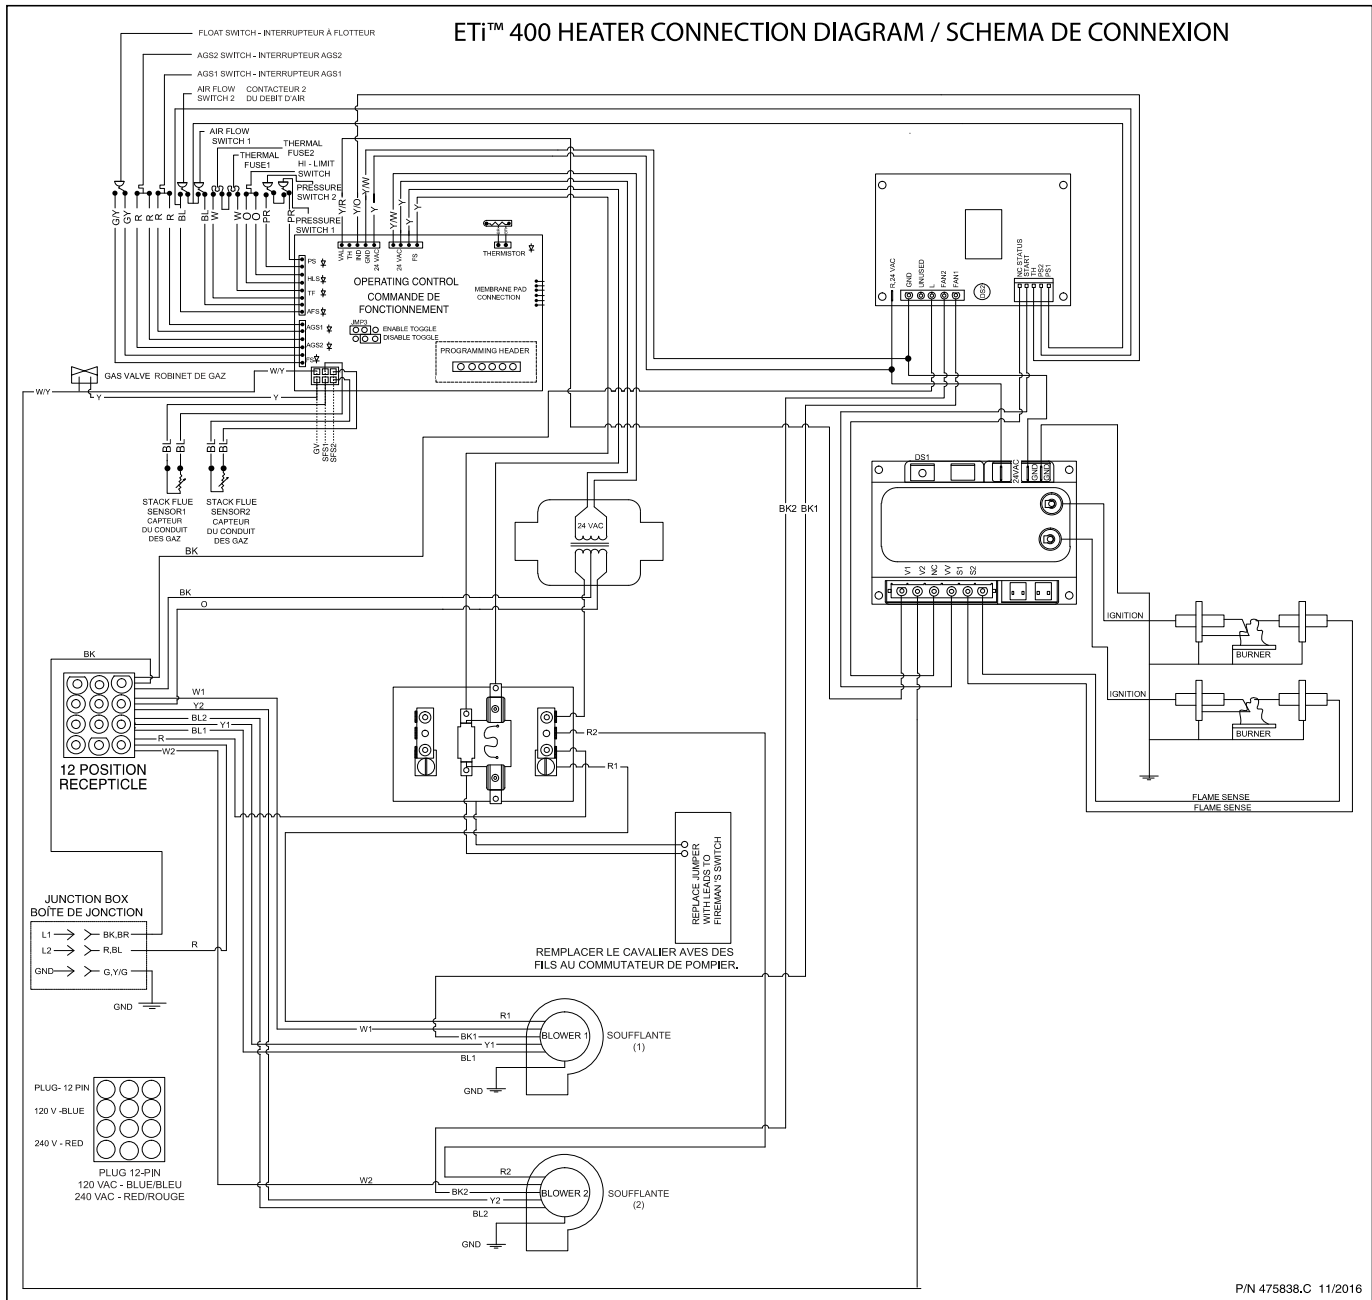 ETi™ 400 HEATER CONNECTION DIAGRAM / SCHEMA DE CONNEXION
FLOAT SWITCH - INTERRUPTEUR À FLOTTEUR
AGS2 SWITCH - INTERRUPTEUR AGS2
AGS1 SWITCH - INTERRUPTEUR AGS1
AIR FLOW SWITCH 2
CONTACTEUR 2 DU DEBIT D'AIR
AIR FLOW
SWITCH 1
THERMAL
FUSE2
THERMAL
FUSE1
HI - LIMIT
SWITCH
PRESSURE
SWITCH 2
PRESSURE
SWITCH 1
G/Y
GY
R
R
R
R
BL
BL
W
W
O
O
PR
PR
Y/R
Y/O
Y/W
Y
Y/W
Y
Y
Y
VAL
TH
IND
GND
24 VAC
24 VAC
FS
THERMISTOR
PS
HLS
TF
AFS
AGS1
AGS2
FS
OPERATING CONTROL
COMMANDE DE
FONCTIONNEMENT
MEMBRANE PAD
CONNECTION
JMP3
ENABLE TOGGLE
DISABLE TOGGLE
PROGRAMMING HEADER
R,24 VAC
GND
UNUSED
L
FAN2
FAN1
DS2
NC STATUS
START
TH
PS2
PS1
GAS VALVE ROBINET DE GAZ
W/Y
W/Y
Y
Y
GV
SFS1
SFS2
BL
BL
BL
BL
STACK FLUE
SENSOR1
CAPTEUR
DU CONDUIT
DES GAZ
STACK FLUE
SENSOR2
CAPTEUR
DU CONDUIT
DES GAZ
DS1
24VAC
GND
GND
V1
V2
NC
VV
S1
S2
BK2
BK1
24 VAC
BK
BK
O
BK
IGNITION
BURNER
IGNITION
BURNER
FLAME SENSE
FLAME SENSE
W1
Y2
BL2
Y1
BL1
R
W2
12 POSITION
RECEPTICLE
R2
R1
REPLACE JUMPER
WITH LEADS TO
FIREMAN 'S SWITCH
REMPLACER LE CAVALIER AVES DES
FILS AU COMMUTATEUR DE POMPIER.
JUNCTION BOX
BOÎTE DE JONCTION
L1
BK,BR
L2
R,BL
R
GND
G,Y/G
GND
R1
W1
BK1
Y1
BL1
BLOWER 1
SOUFFLANTE
(1)
GND
PLUG- 12 PIN
120 V -BLUE
240 V - RED
PLUG 12-PIN
120 VAC - BLUE/BLEU
240 VAC - RED/ROUGE
R2
W2
BK2
Y2
BL2
BLOWER 2
SOUFFLANTE
(2)
GND
P/N 475838.C 11/2016